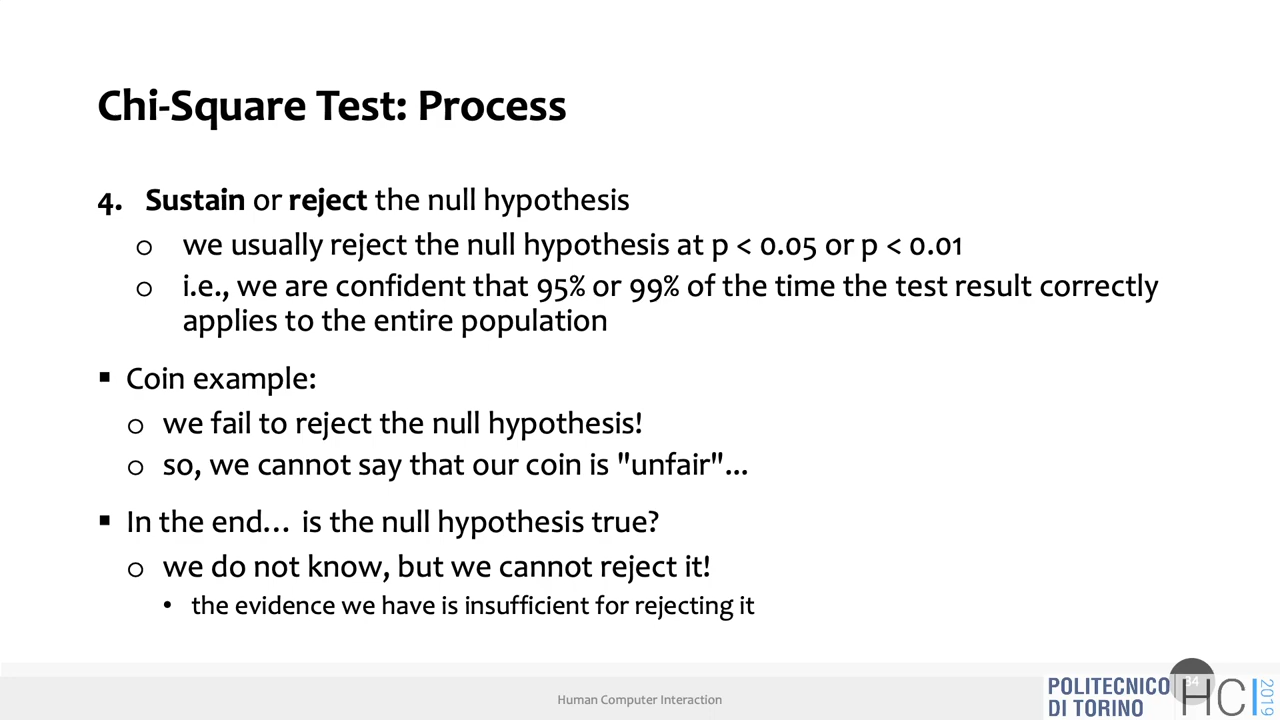 Chi-Square Test: Process
4. Sustain or reject the null hypothesis
o we usually reject the null hypothesis at p < 0.05 or p < 0.01
o i.e., we are confident that 95% or 99% of the time the test result correctly
applies to the entire population
▪ Coin example:
o we fail to reject the null hypothesis!
o so, we cannot say that our coin is "unfair"...
▪ In the end… is the null hypothesis true?
o we do not know, but we cannot reject it!
• the evidence we have is insufficient for rejecting it
Human Computer Interaction
POLITECNICO
DI TORINO
34
HCI
2019